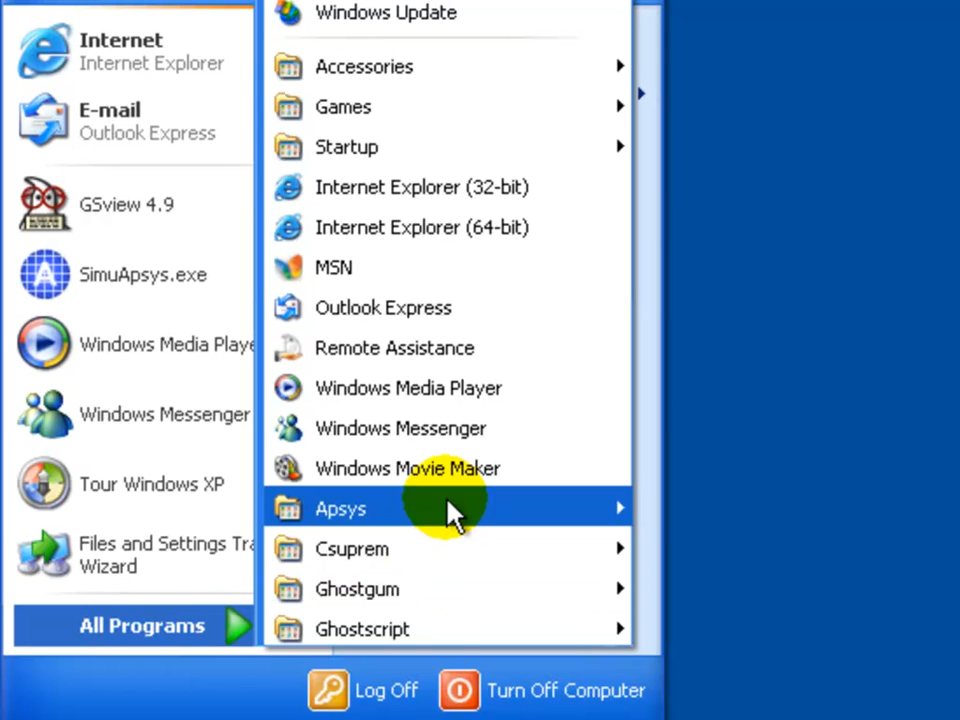 Internet
Internet Explorer
E-mail
Outlook Express
GSview 4.9
SimuApsys.exe
Windows Media Playe
Windows Messenger
Tour Windows XP
Files and Settings Tra
Wizard
All Programs
Windows Update
Accessories
Games
Startup
Internet Explorer (32-bit)
Internet Explorer (64-bit)
MSN
Outlook Express
Remote Assistance
Windows Media Player
Windows Messenger
Windows Movie Maker
Apsys
Csuprem
Ghostgum
Ghostscript
Log Off
Turn Off Computer